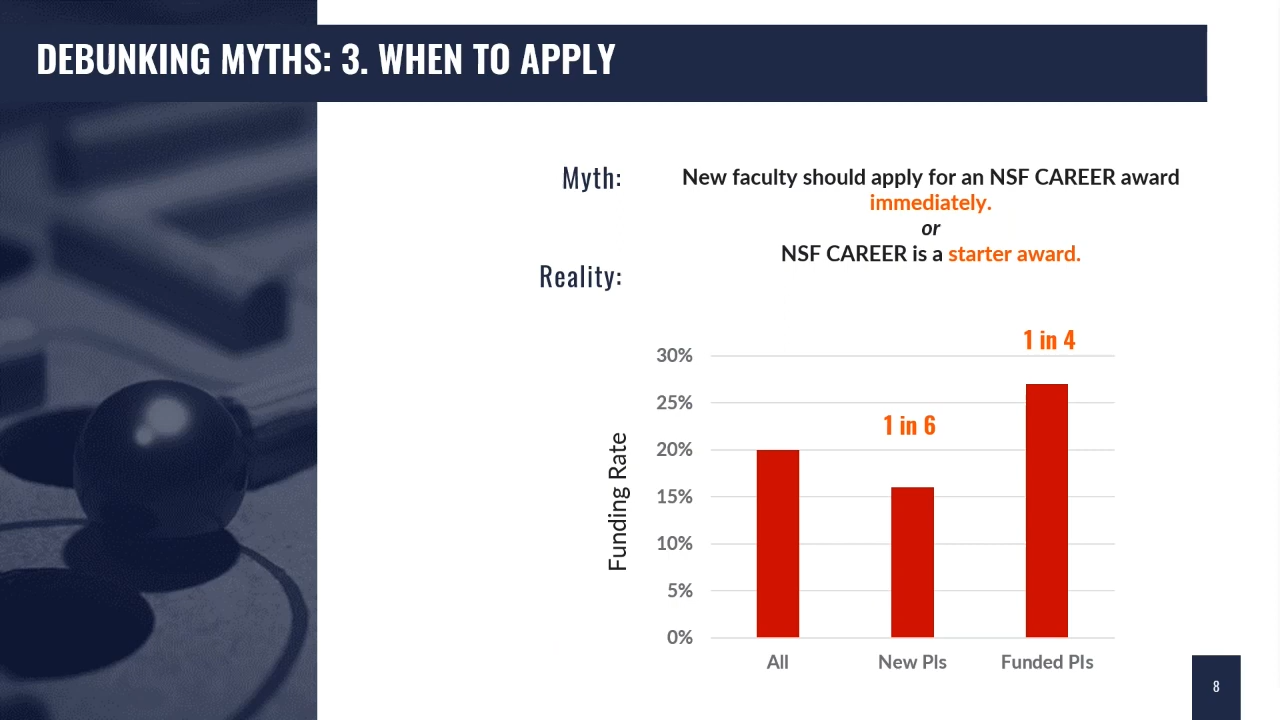 DEBUNKING MYTHS: 3. WHEN TO APPLY
Myth:
New faculty should apply for an NSF CAREER award
immediately.
or
NSF CAREER is a starter award.
Reality:
1 in 4
1 in 6
30%
25%
20%
15%
10%
5%
0%
Funding Rate
All
New PIs
Funded PIs
8